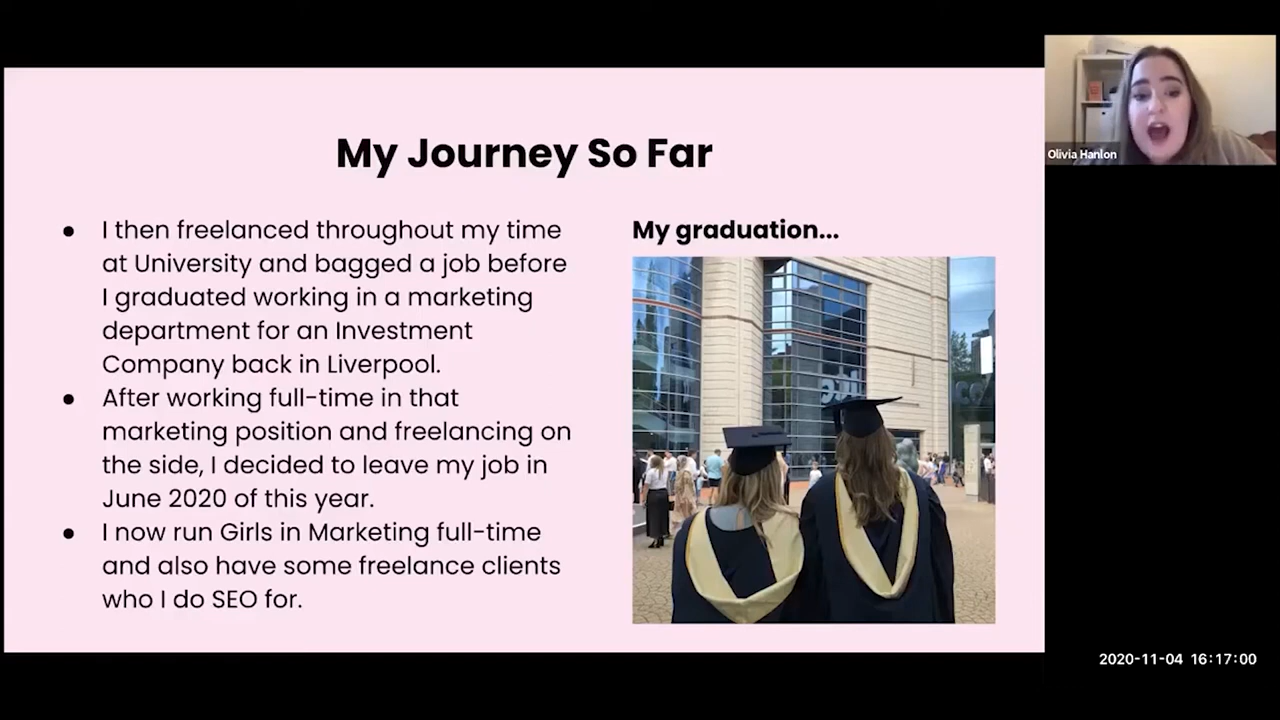 My Journey So Far
● I then freelanced throughout my time
at University and bagged a job before
I graduated working in a marketing
department for an Investment
Company back in Liverpool.
● After working full-time in that
marketing position and freelancing on
the side, I decided to leave my job in
June 2020 of this year.
● I now run Girls in Marketing full-time
and also have some freelance clients
who I do SEO for.
My graduation...
Olivia Hanlon
2020-11-04 16:17:00